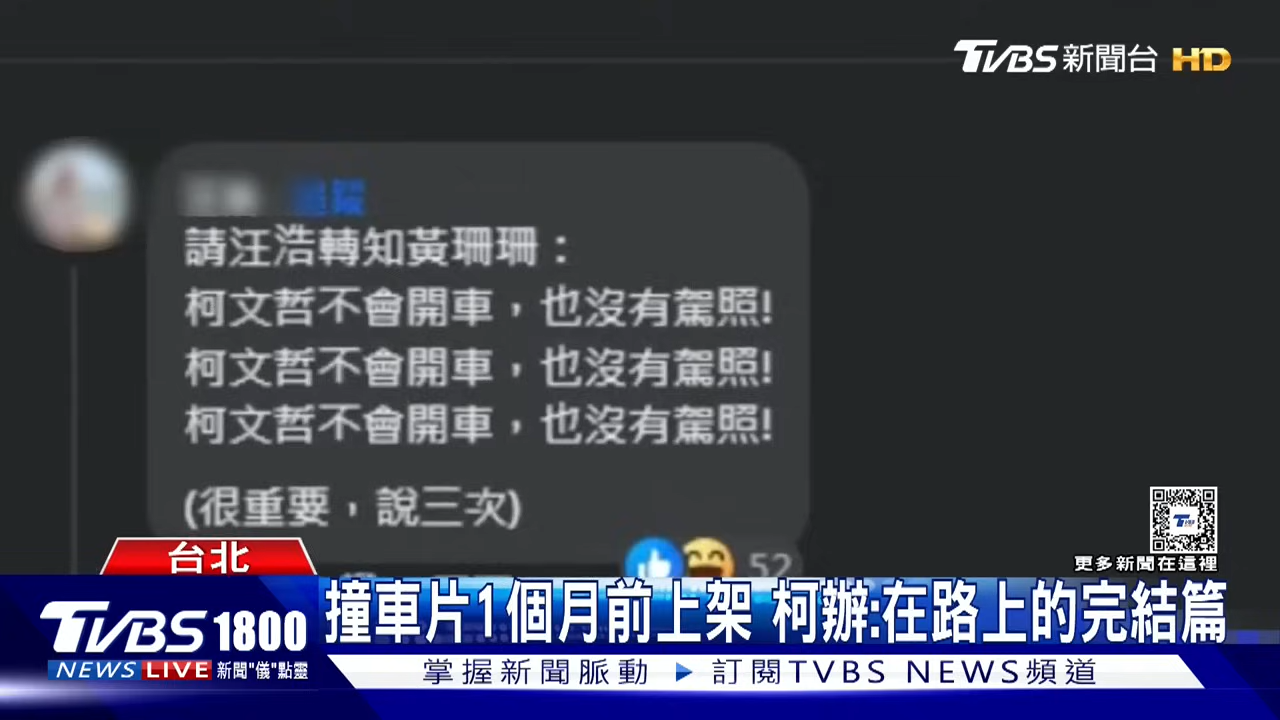 TVBS新聞台 HD
追蹤
請汪浩轉知黃珊珊：
柯文哲不會開車，也沒有駕照!
柯文哲不會開車，也沒有駕照!
柯文哲不會開車，也沒有駕照!
(很重要，說三次)
52
TVBS
更多新聞在這裡
台北
TVBS 1800
NEWS LIVE 新聞"儀"點靈
撞車片1個月前上架 柯辦:在路上的完結篇
掌握新聞脈動 ▶ 訂閱TVBS NEWS頻道